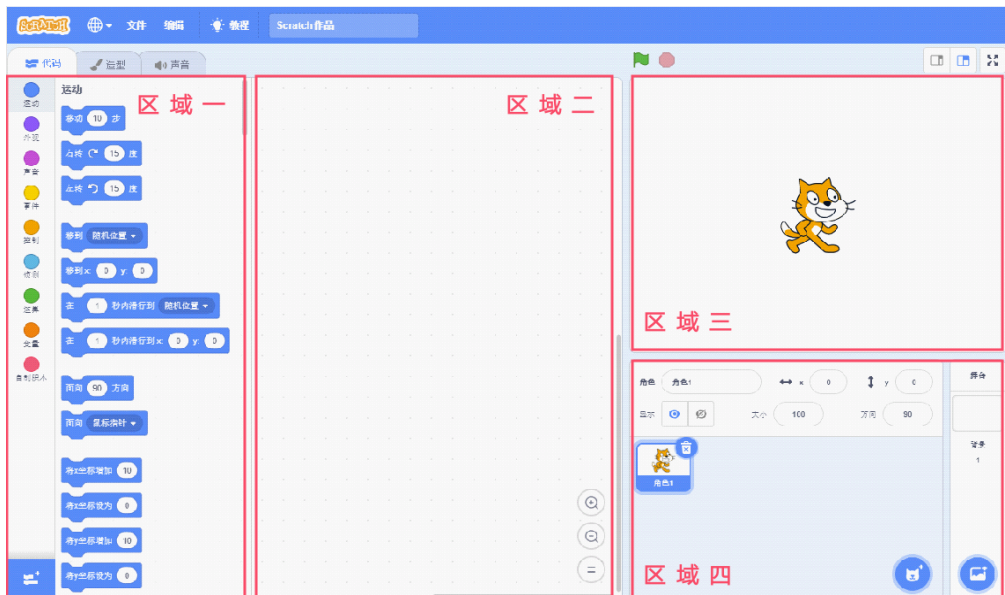 SCRATCH 文件 编辑 教程 Scratch作品
代码 造型 声音
运动
外观
声音
事件
控制
侦测
运算
变量
自制积木
运动
移动 10 步
右转 15 度
左转 15 度
移到 随机位置
移到 x: 0 y: 0
在 1 秒内滑行到 随机位置
在 1 秒内滑行到 x: 0 y: 0
面向 90 方向
面向 鼠标指针
将x坐标增加 10
将x坐标设为 0
将y坐标增加 10
将y坐标设为 0
区域一
区域二
区域三
角色 角色1 x 0 y 0
显示 大小 100 方向 90
角色1
区域四
舞台
背景
1